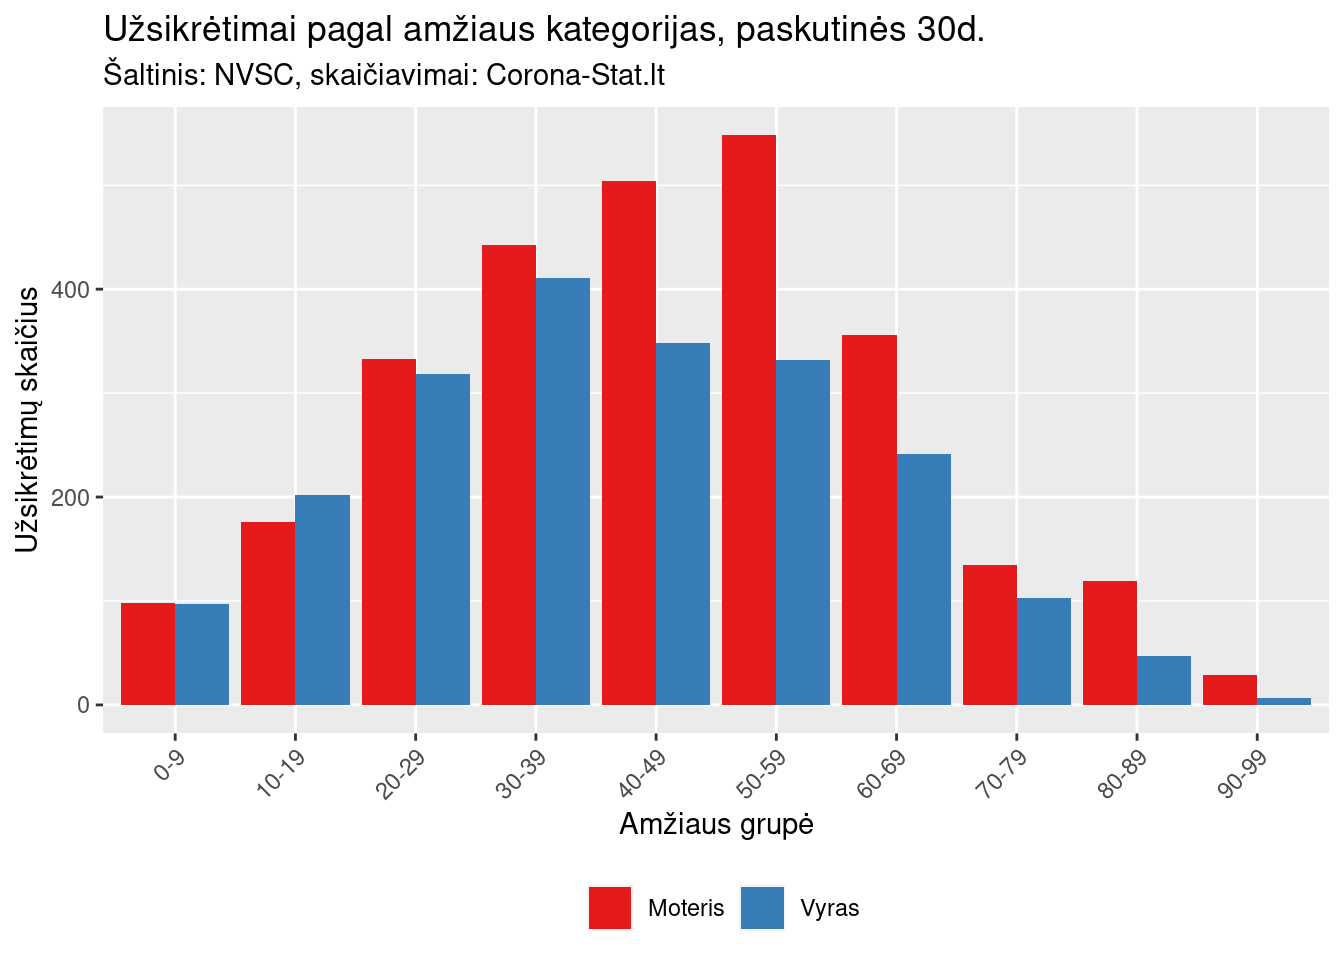 Užsikrėtimai pagal amžiaus kategorijas, paskutinės 30d.
Šaltinis: NVSC, skaičiavimai: Corona-Stat.lt
Užsikrėtimų skaičius
400
200
0
0-9
10-19
20-29
30-39
40-49
50-59
60-69
70-79
80-89
90-99
Amžiaus grupė
Moteris
Vyras